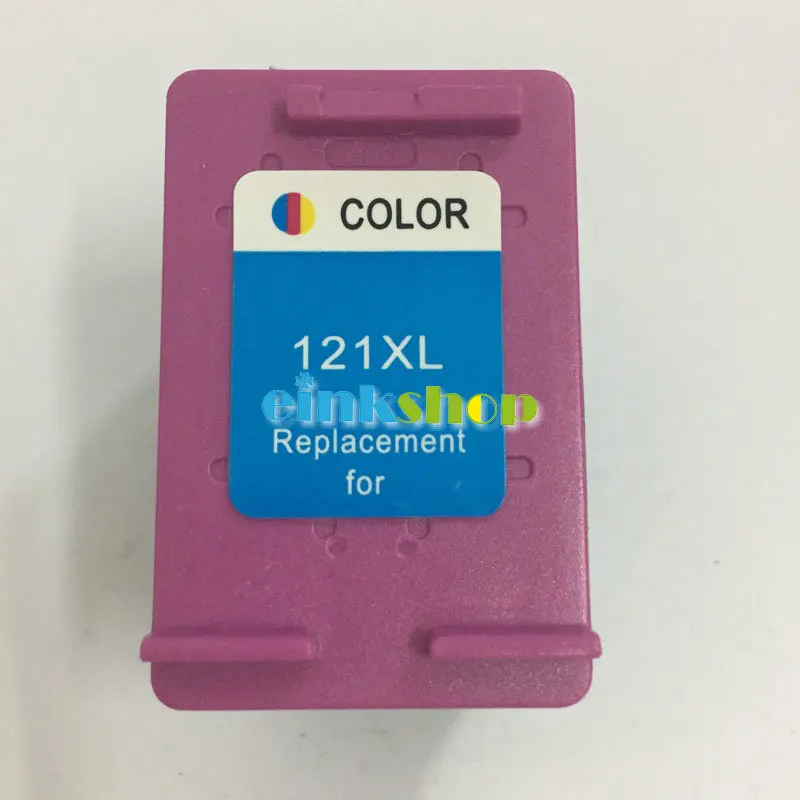 COLOR
121XL
einkshop
Replacement
for